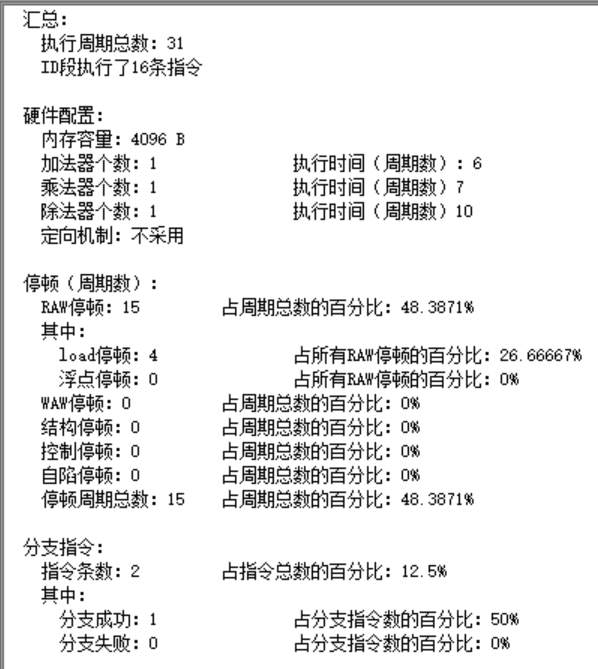 汇总:
执行周期总数: 31
ID段执行了16条指令
硬件配置:
内存容量: 4096 B
加法器个数: 1 执行时间（周期数）: 6
乘法器个数: 1 执行时间（周期数）7
除法器个数: 1 执行时间（周期数）10
定向机制: 不采用
停顿（周期数）:
RAW停顿: 15 占周期总数的百分比: 48.3871%
其中:
load停顿: 4 占所有RAW停顿的百分比: 26.66667%
浮点停顿: 0 占所有RAW停顿的百分比: 0%
WAW停顿: 0 占周期总数的百分比: 0%
结构停顿: 0 占周期总数的百分比: 0%
控制停顿: 0 占周期总数的百分比: 0%
自陷停顿: 0 占周期总数的百分比: 0%
停顿周期总数: 15 占周期总数的百分比: 48.3871%
分支指令:
指令条数: 2 占指令总数的百分比: 12.5%
其中:
分支成功: 1 占分支指令数的百分比: 50%
分支失败: 0 占分支指令数的百分比: 0%